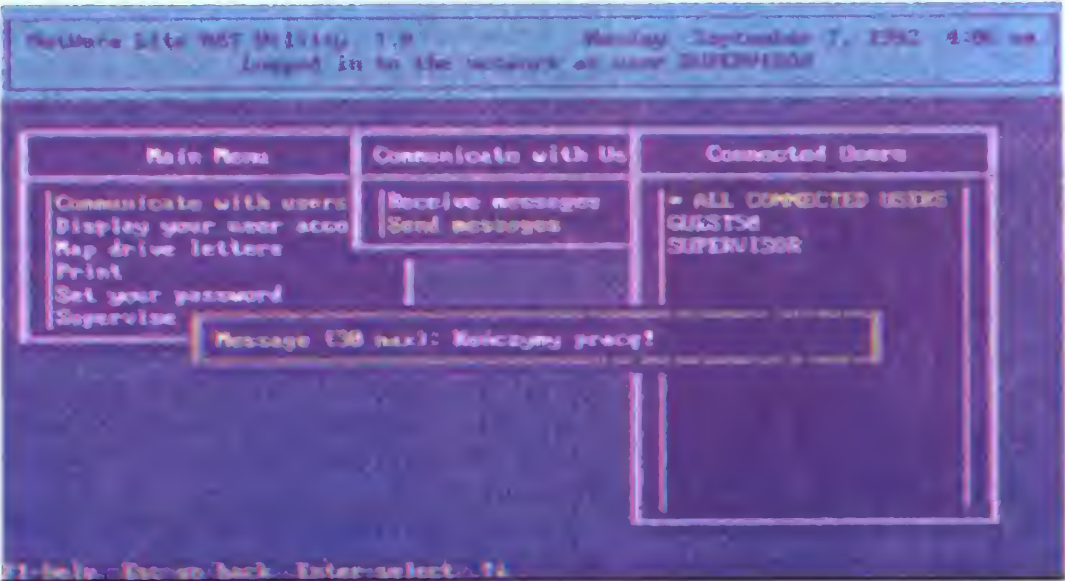 NetWare Lite NET Utility 1.0 Monday September 7, 1992 4:06 am
Logged in to the network as user SUPERVISOR
Main Menu
Communicate with users
Display your user acco
Map drive letters
Print
Set your password
Supervise
Communicate with Us
Receive messages
Send messages
Connected Users
* ALL CONNECTED USERS
GUEST
SUPERVISOR
Message (30 max): Kończymy pracę!
F1-help Esc-go back Enter-select ↑↓